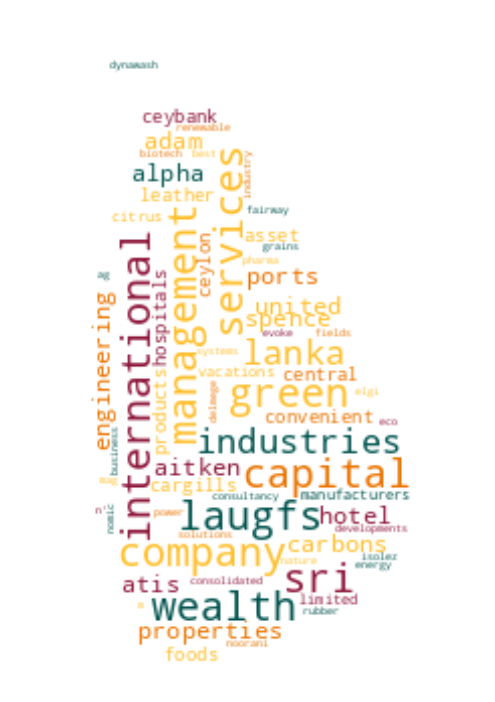 dynawash
ceybank
renewable
adam
biotech
best
alpha
industry
leather
services
fairway
citrus
management
asset
grains
ceylon
pharma
international
ag
hospitals
ports
engineering
united
spence
evoke
fields
lanka
systems
vacations
central
products
green
elgi
delmege
convenient
eco
business
industries
aitken
capital
mag
cargills
consultancy
manufacturers
n'
nomic
power
laugfs
hotel
developments
solutions
company
carbons
nature
isolez
energy
atis
consolidated
sri
limited
wealth
rubber
properties
noorani
foods